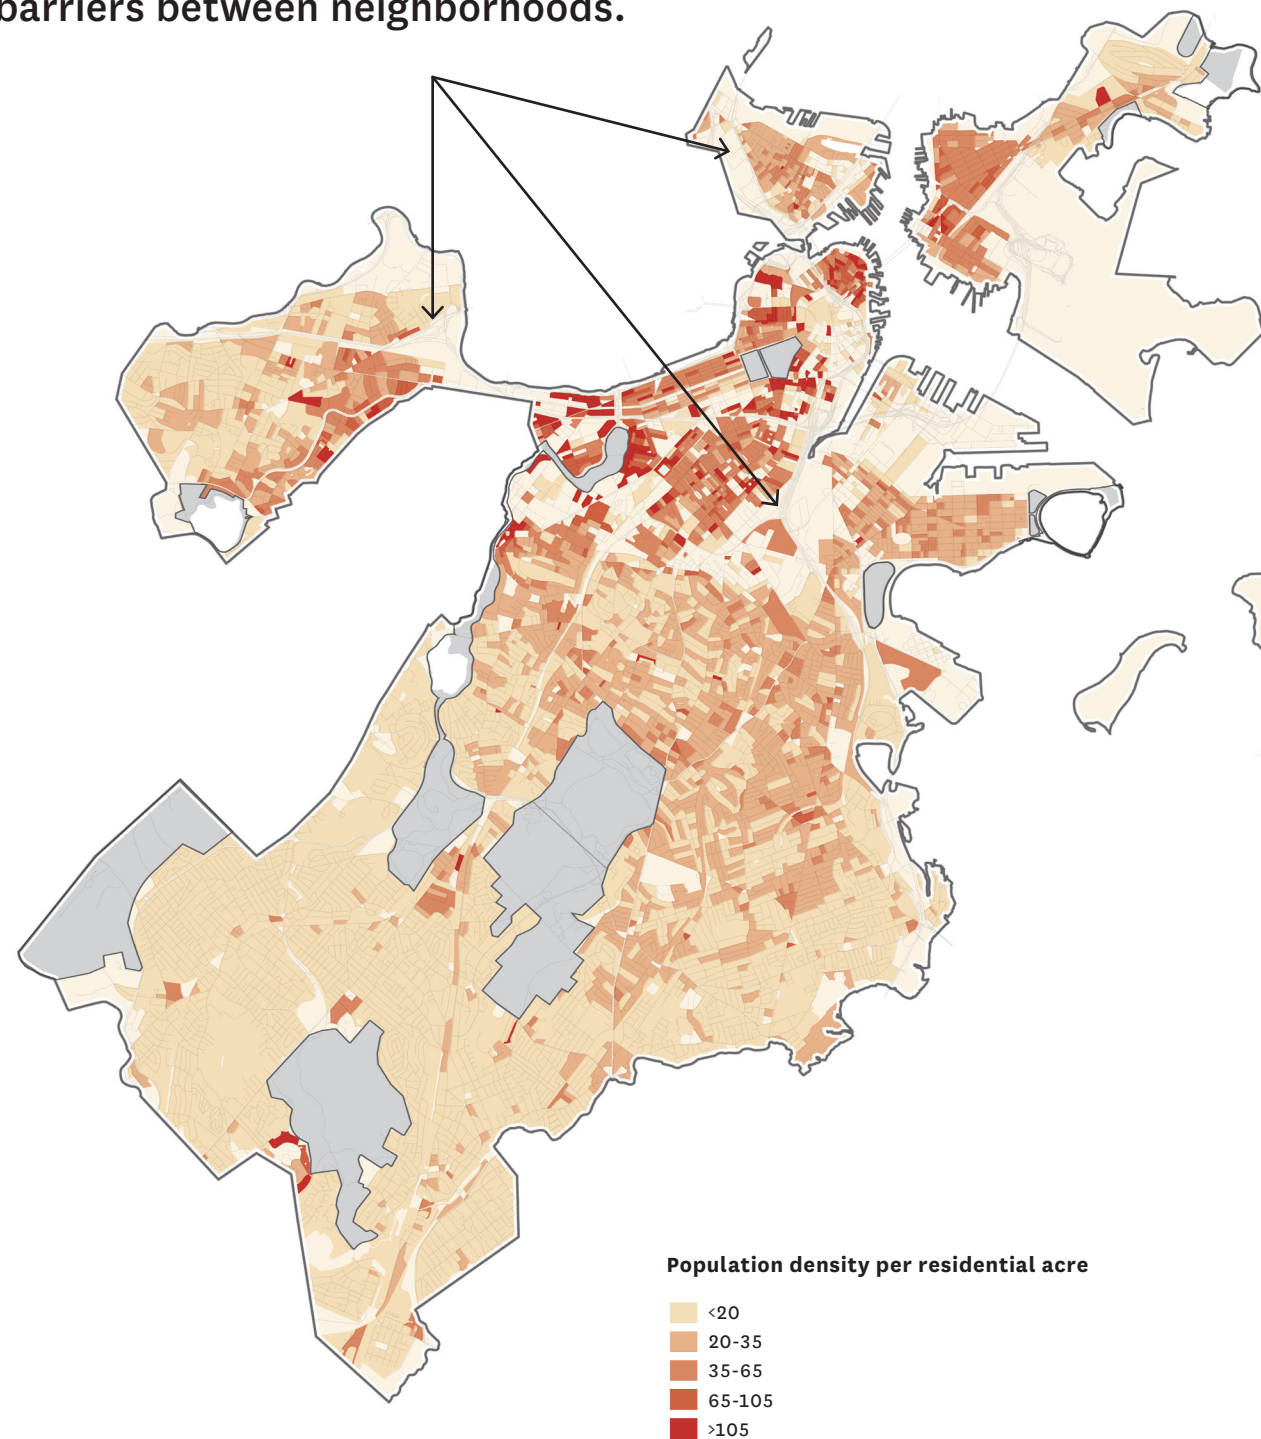 barriers between neighborhoods.
Population density per residential acre
<20
20-35
35-65
65-105
>105